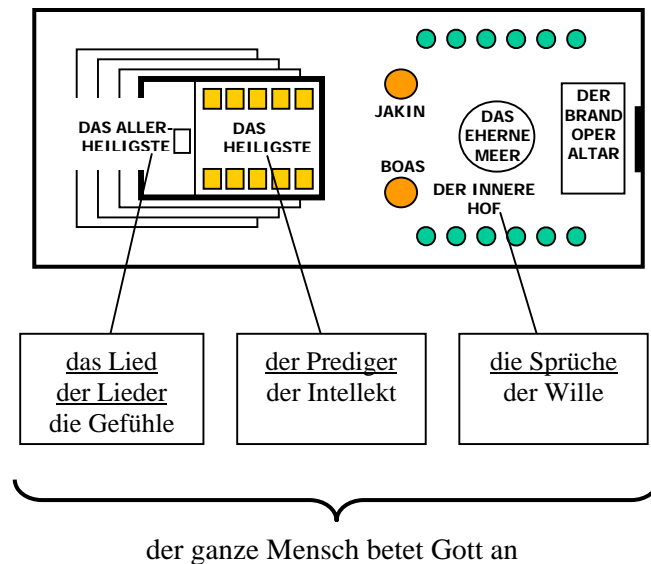 DAS ALLER-
HEILIGSTE
DAS
HEILIGSTE
JAKIN
BOAS
DAS
EHERNE
MEER
DER
BRAND
OPER
ALTAR
DER INNERE
HOF
das Lied
der Lieder
die Gefühle
der Prediger
der Intellekt
die Sprüche
der Wille
der ganze Mensch betet Gott an